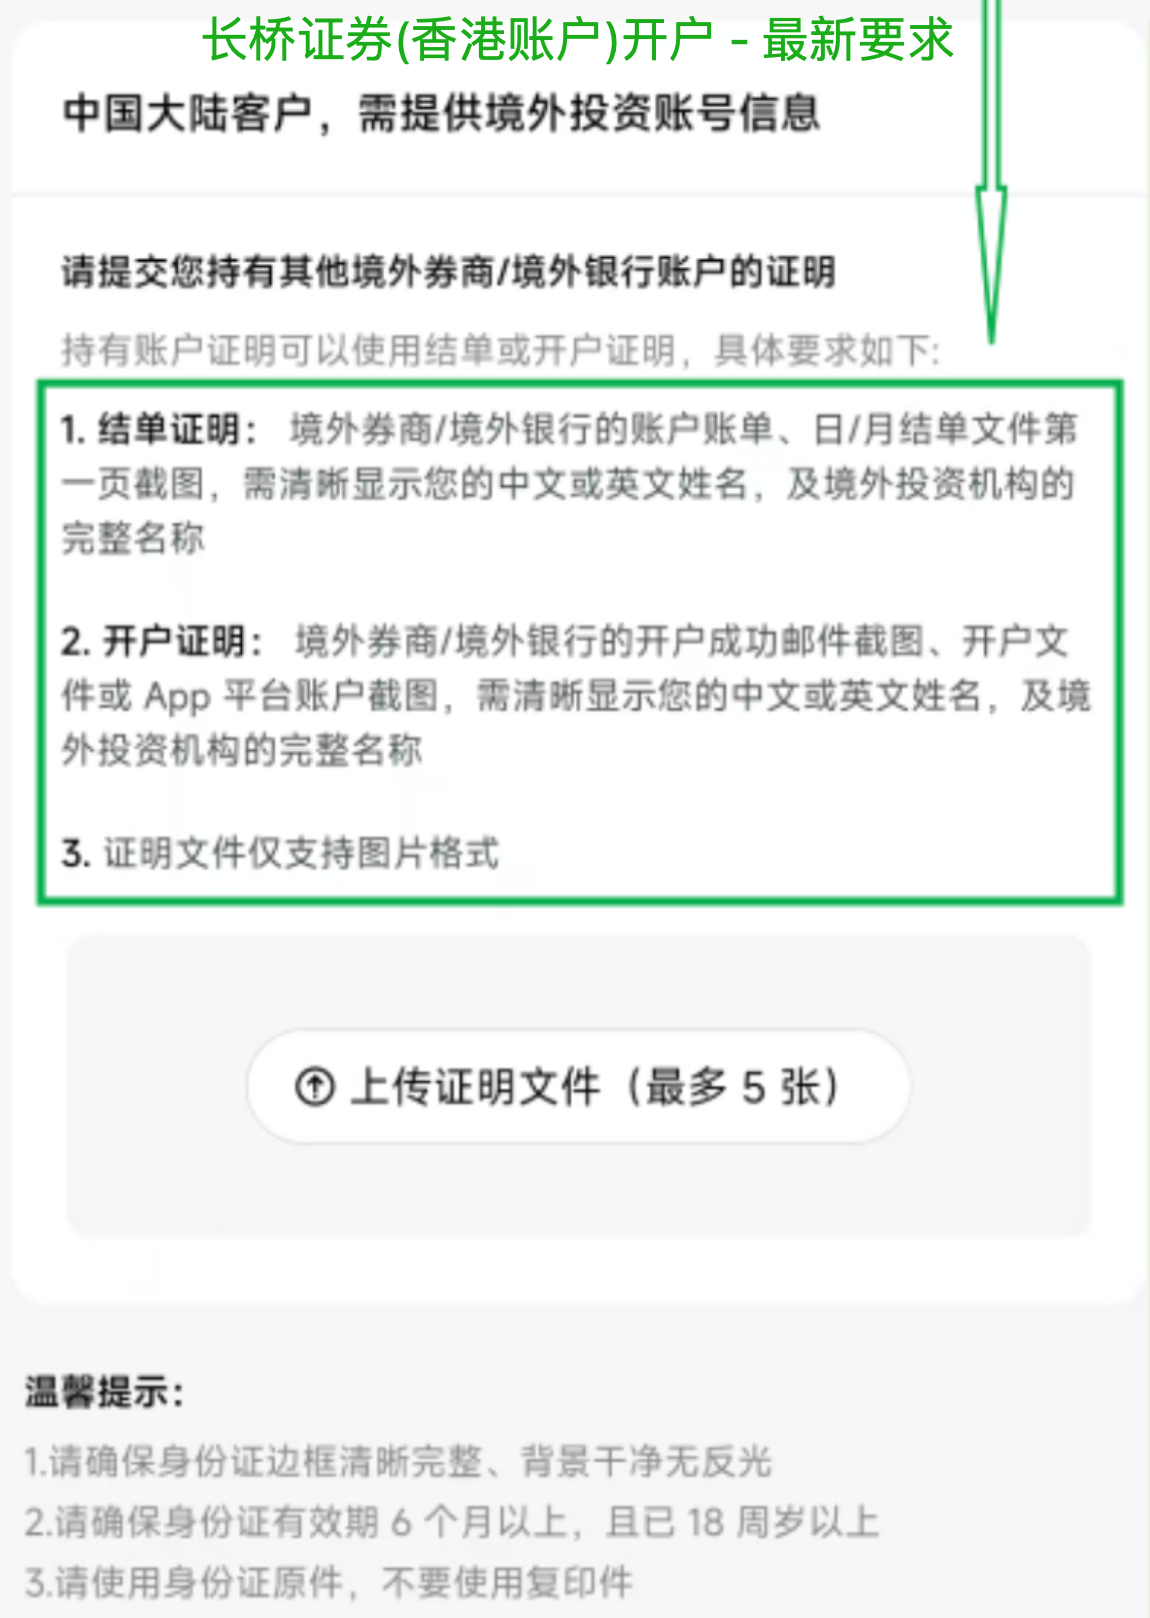 长桥证券(香港账户)开户 - 最新要求
中国大陆客户，需提供境外投资账号信息
请提交您持有其他境外券商/境外银行账户的证明
持有账户证明可以使用结单或开户证明，具体要求如下:
1. 结单证明： 境外券商/境外银行的账户账单、日/月结单文件第
一页截图，需清晰显示您的中文或英文姓名，及境外投资机构的
完整名称
2. 开户证明： 境外券商/境外银行的开户成功邮件截图、开户文
件或 App 平台账户截图，需清晰显示您的中文或英文姓名，及境
外投资机构的完整名称
3. 证明文件仅支持图片格式
上传证明文件（最多 5 张）
温馨提示：
1.请确保身份证边框清晰完整、背景干净无反光
2.请确保身份证有效期 6 个月以上，且已 18 周岁以上
3.请使用身份证原件，不要使用复印件